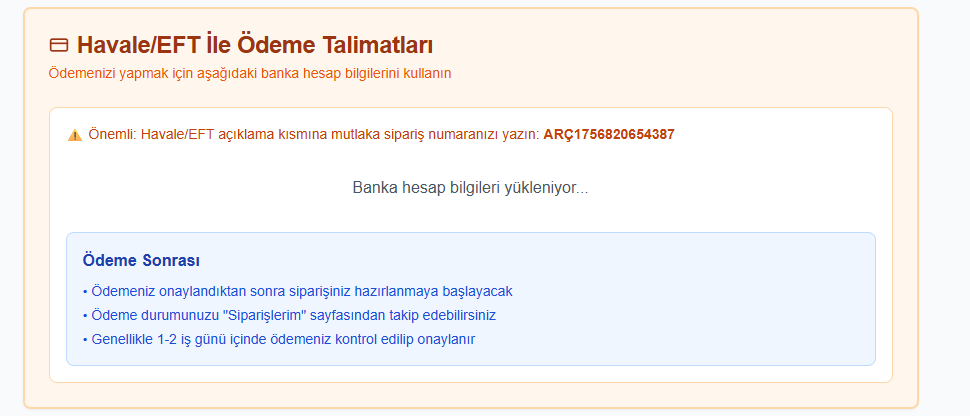 Havale/EFT İle Ödeme Talimatları
Ödemenizi yapmak için aşağıdaki banka hesap bilgilerini kullanın
Önemli: Havale/EFT açıklama kısmına mutlaka sipariş numaranızı yazın: ARÇ1756820654387
Banka hesap bilgileri yükleniyor...
Ödeme Sonrası
• Ödemeniz onaylandıktan sonra siparişiniz hazırlanmaya başlayacak
• Ödeme durumunuzu "Siparişlerim" sayfasından takip edebilirsiniz
• Genellikle 1-2 iş günü içinde ödemeniz kontrol edilip onaylanır